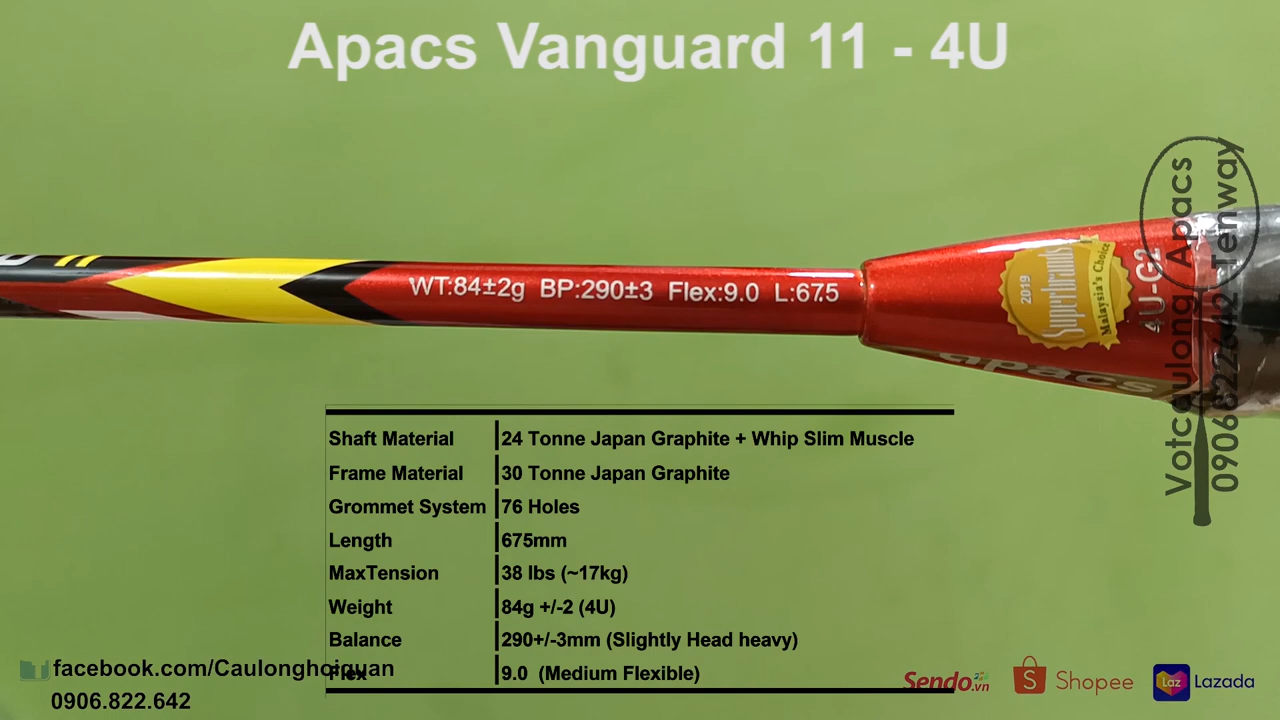 Apacs Vanguard 11 - 4U
WT:84±2g BP:290±3 Flex:9.0 L:67.5
2019
Superbrands
Malaysia's Choice
4U-G2
apacs
Votcaulong Apacs Tenway
0906822642
Shaft Material 24 Tonne Japan Graphite + Whip Slim Muscle
Frame Material 30 Tonne Japan Graphite
Grommet System 76 Holes
Length 675mm
MaxTension 38 lbs (~17kg)
Weight 84g +/-2 (4U)
Balance 290+/-3mm (Slightly Head heavy)
Flex 9.0 (Medium Flexible)
facebook.com/Caulonghoiquan
0906.822.642
Sendo.vn
Shopee
Laz Lazada